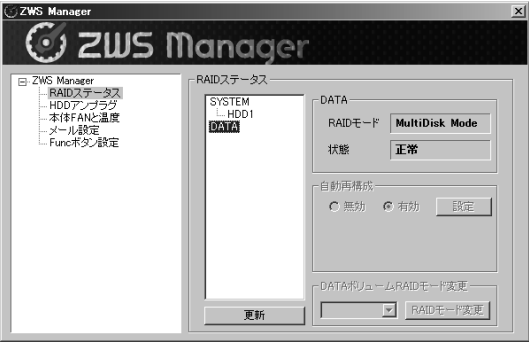 ZWS Manager
ZWS Manager
ZWS Manager
RAIDステータス
HDDアンプラグ
本体FANと温度
メール設定
Funcボタン設定
RAIDステータス
SYSTEM
HDD1
DATA
更新
DATA
RAIDモード MultiDisk Mode
状態 正常
自動再構成
無効 有効 設定
DATAボリュームRAIDモード変更
RAIDモード変更